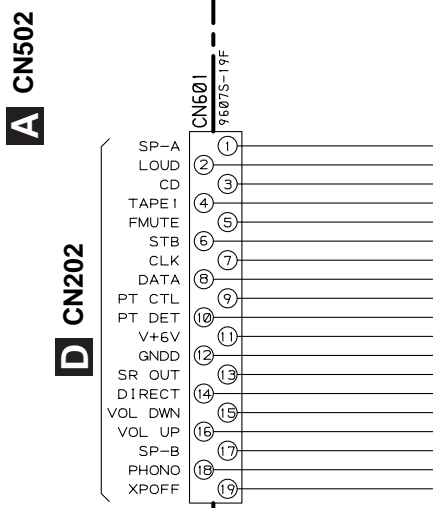 A CN502
CN601
9607S-19F
D CN202
SP-A 1
LOUD 2
CD 3
TAPE1 4
FMUTE 5
STB 6
CLK 7
DATA 8
PT CTL 9
PT DET 10
V+6V 11
GNDD 12
SR OUT 13
DIRECT 14
VOL DWN 15
VOL UP 16
SP-B 17
PHONO 18
XPOFF 19